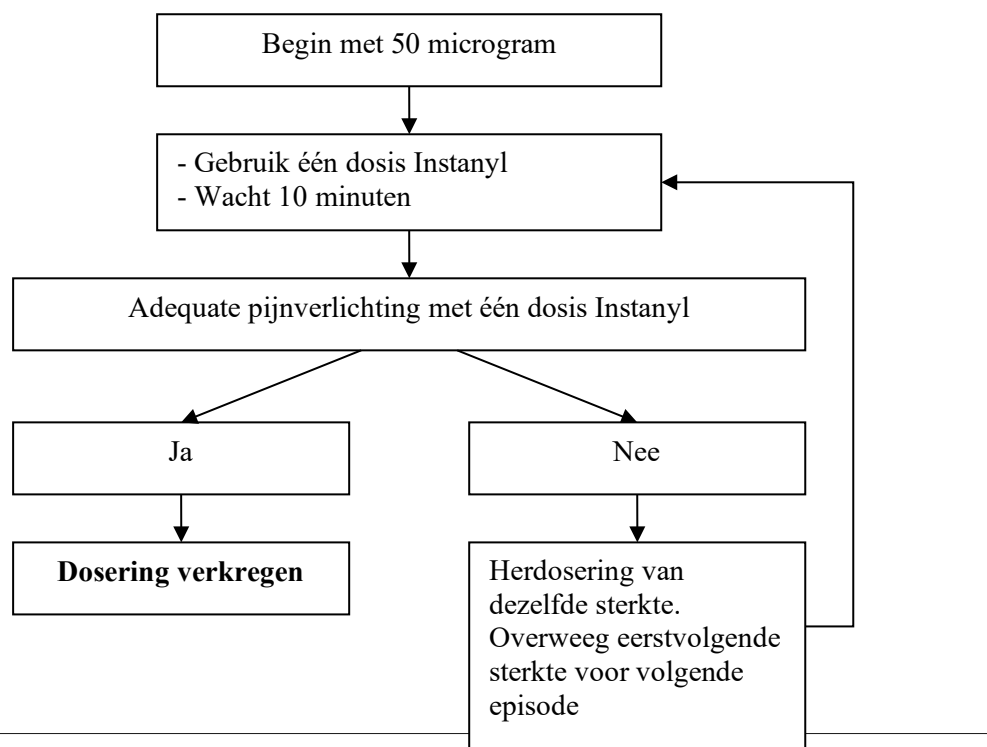 Begin met 50 microgram
- Gebruik één dosis Instanyl
- Wacht 10 minuten
Adequate pijnverlichting met één dosis Instanyl
Ja
Nee
Dosering verkregen
Herdosering van
dezelfde sterkte.
Overweeg eerstvolgende
sterkte voor volgende
episode